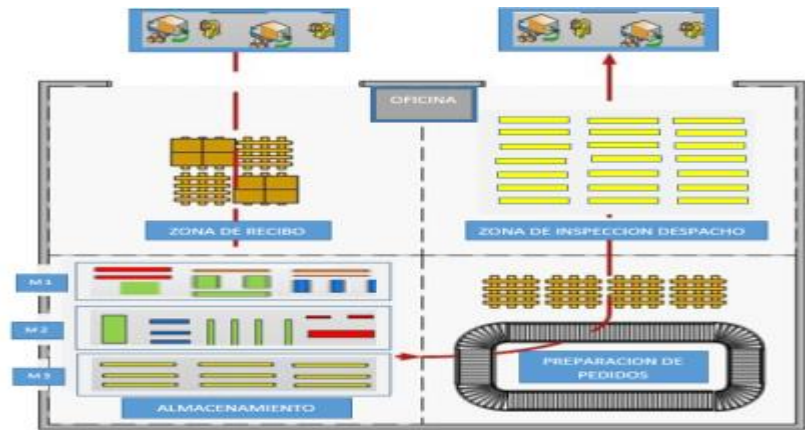 OFICINA
ZONA DE RECIBO
ZONA DE INSPECCION DESPACHO
M 1
M 2
M 3
PREPARACION DE
PEDIDOS
ALMACENAMIENTO